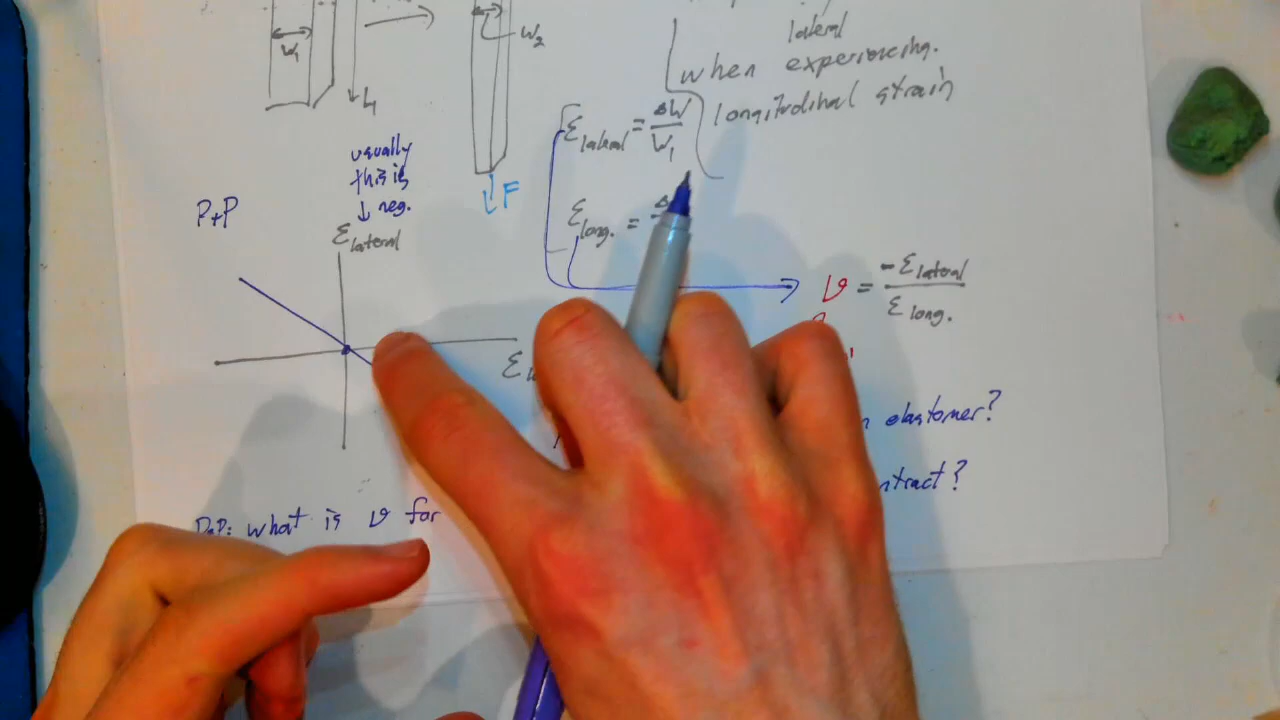 W₁
L₁
W₂
lateral
when experiencing
longitudinal strain
ε lateral = ΔW / W₁
usually
this is
↓ neg.
F
P+P
ε lateral
ε long. =
ν = -ε lateral / ε long.
elastomer?
what is ν for